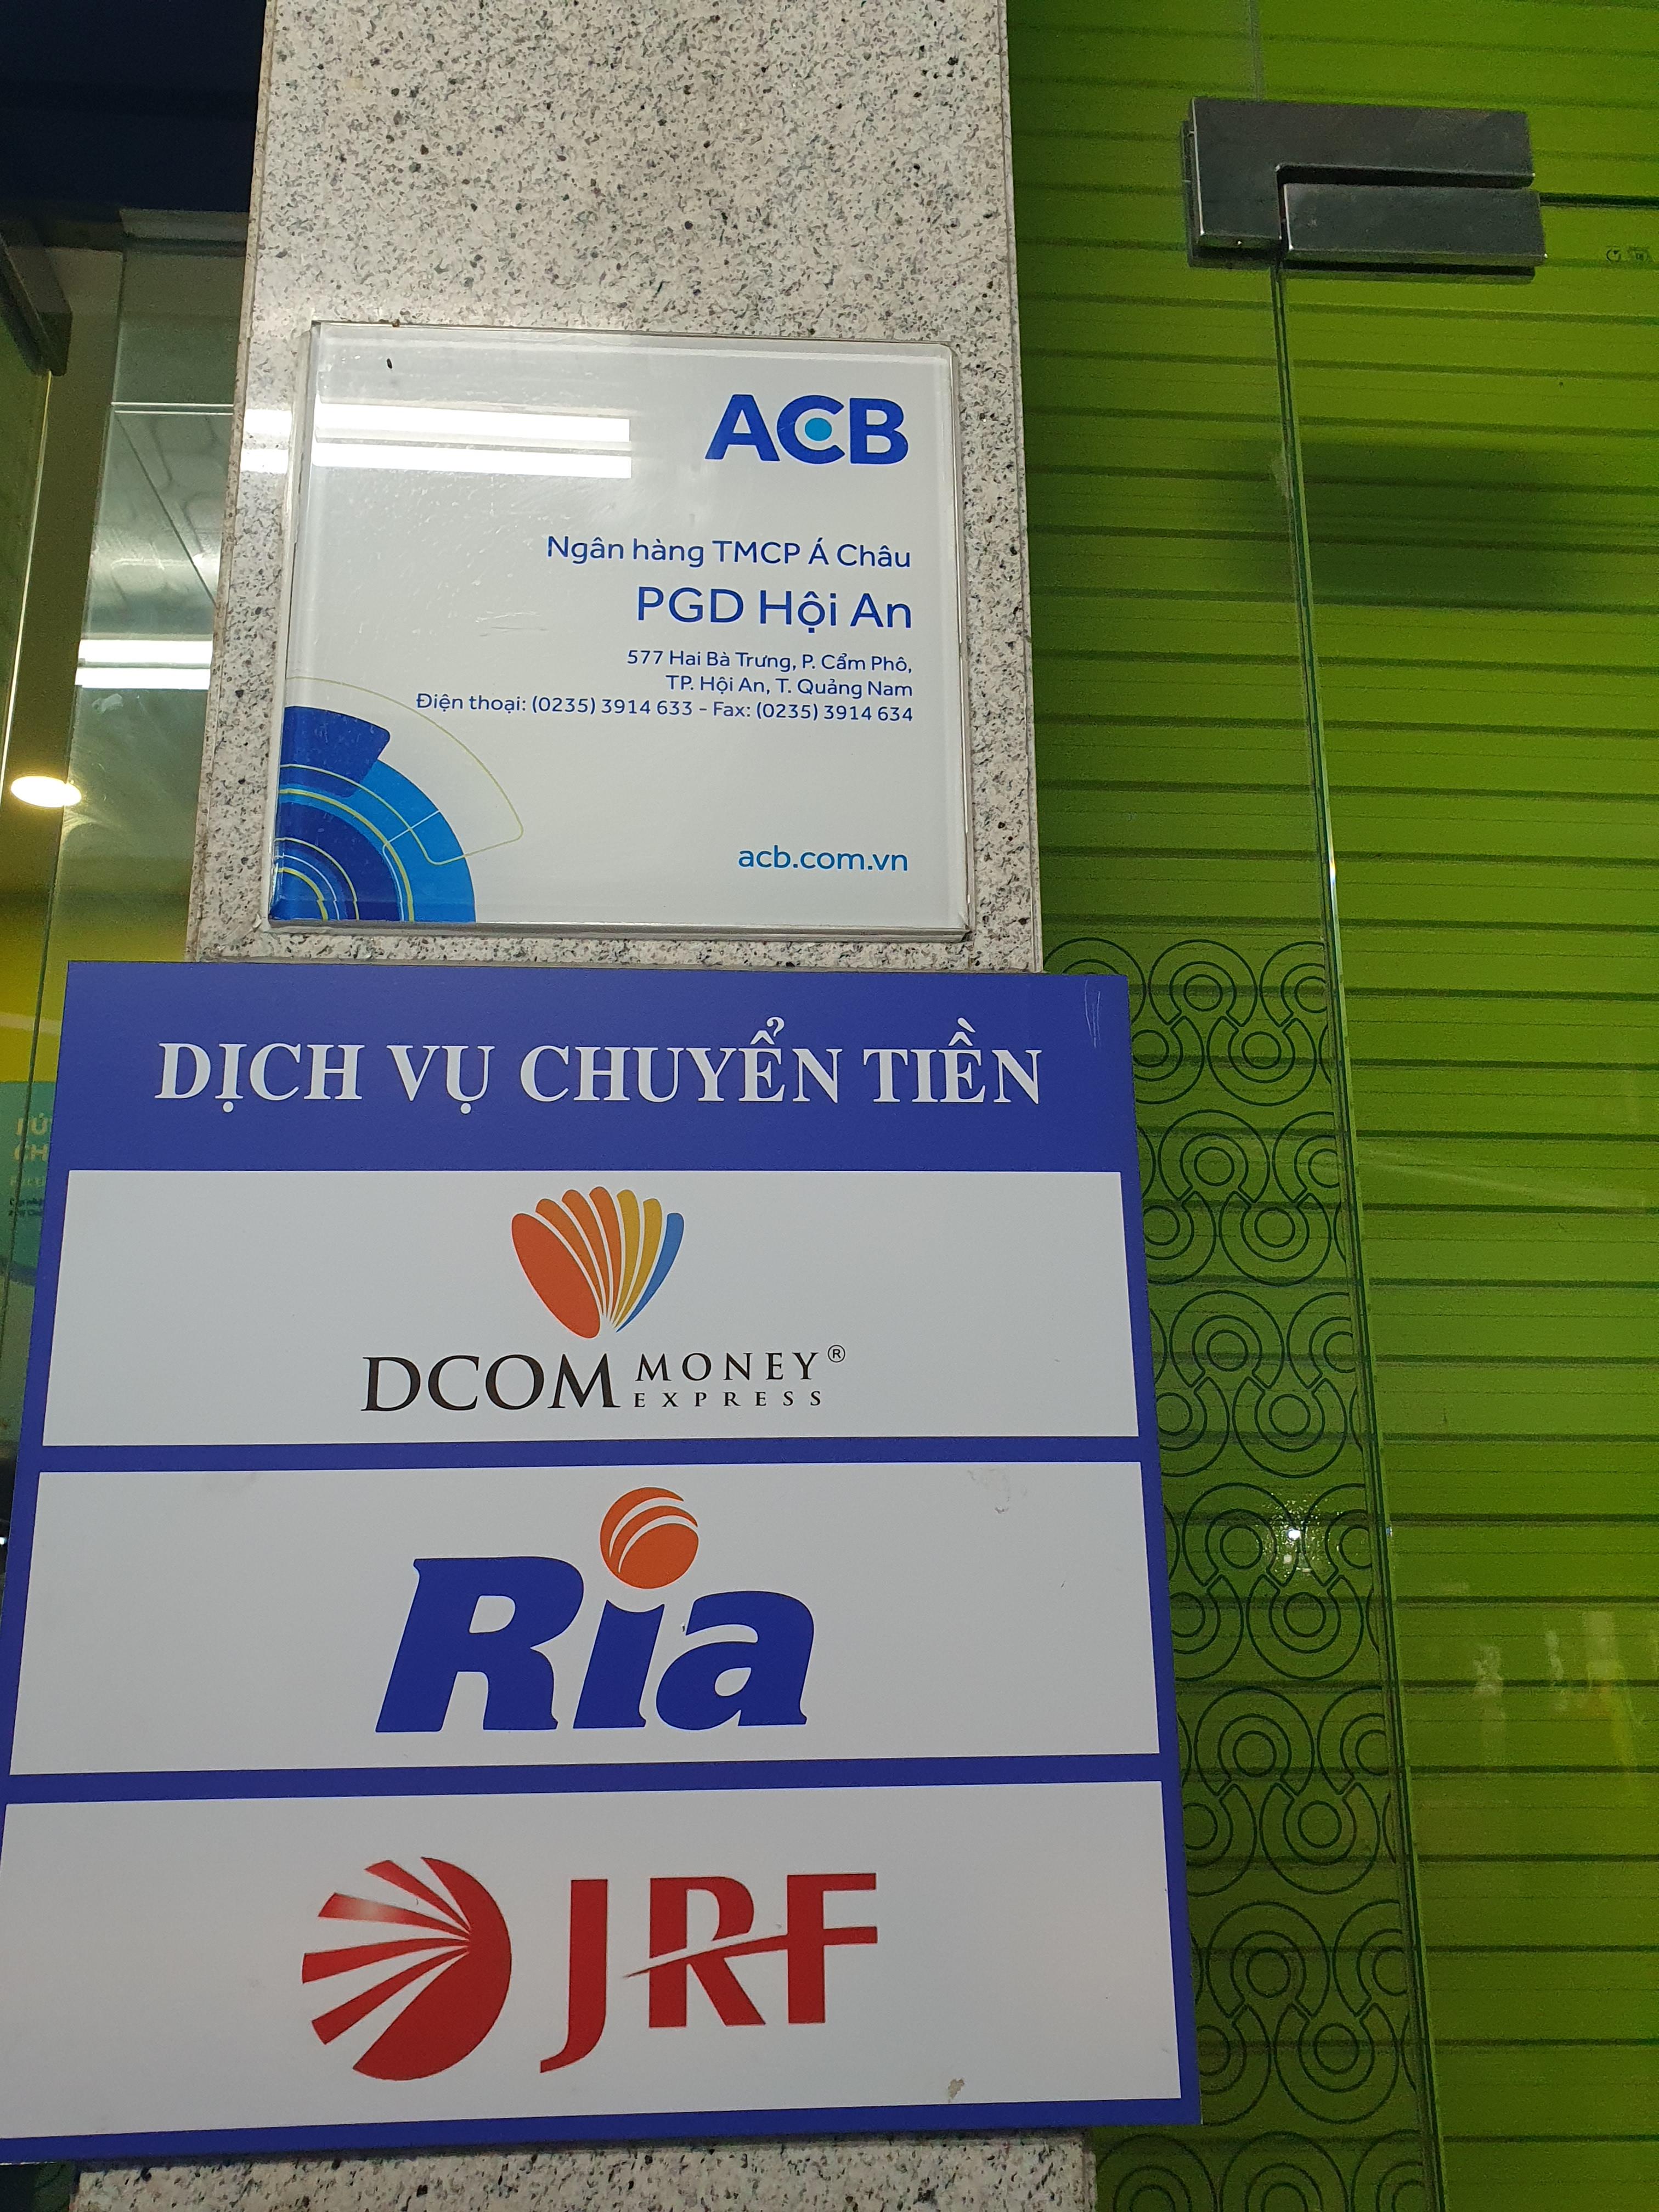 ACB
Ngân hàng TMCP Á Châu
PGD Hội An
577 Hai Bà Trưng, P. Cẩm Phô,
TP. Hội An, T. Quảng Nam
Điện thoại: (0235) 3914 633 - Fax: (0235) 3914 634
acb.com.vn
DỊCH VỤ CHUYỂN TIỀN
DCOM MONEY®
EXPRESS
Ria
JRF